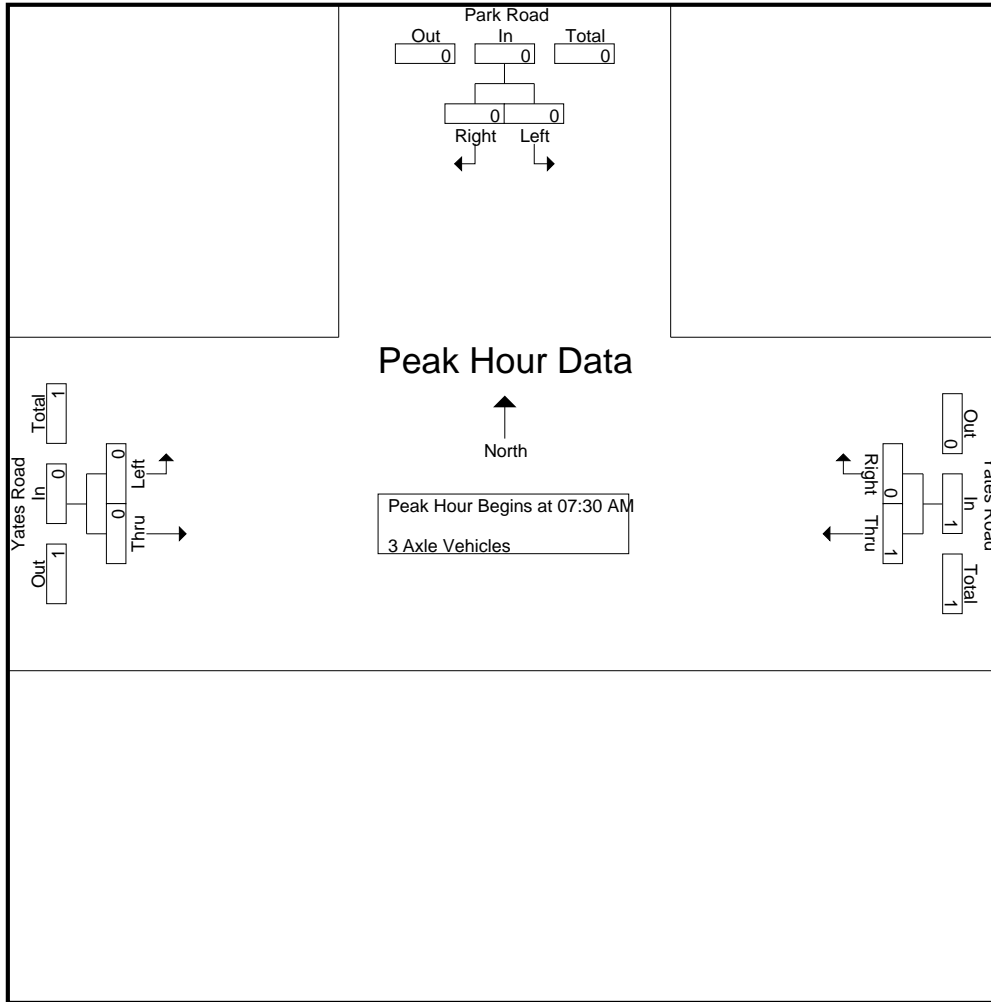 Park Road
Out In Total
0 0 0
0 0
Right Left
Peak Hour Data
North
Peak Hour Begins at 07:30 AM
3 Axle Vehicles
Yates Road
Out In Total
1 0 1
Left
0
Thru
0
Yates Road
Out In Total
0 1 1
Right
0
Thru
1